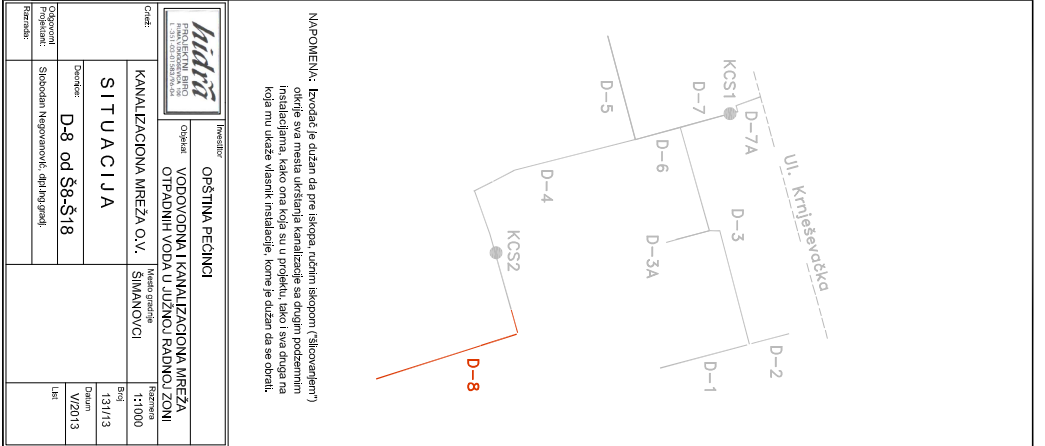 Ul. Krnješevačka
D-7A
KCS1
D-7
D-5
D-6
D-4
D-3
D-3A
D-2
D-1
KCS2
D-8
NAPOMENA: Izvođač je dužan da pre iskopa, ručnim iskopom ("šlicovanjem")
otkrije sva mesta ukrštanja kanalizacije sa drugim podzemnim
instalacijama, kako ona koja su u projektu, tako i sva druga na
koja mu ukaže vlasnik instalacije, kome je dužan da se obrati.
hidra
PROJEKTNI BIRO
Investitor
OPŠTINA PEĆINCI
Objekat
VODOVODNA I KANALIZACIONA MREŽA
OTPADNIH VODA U JUŽNOJ RADNOJ ZONI
Crtež:
KANALIZACIONA MREŽA O.V.
Mesto gradnje
ŠIMANOVCI
Razmera
1:1000
SITUACIJA
Broj
131/13
Datum
V/2013
Deonice:
D-8 od Š8-Š18
List
Odgovorni
Projektant:
Slobodan Negovanović, dipl.ing.građ.
Razrada: